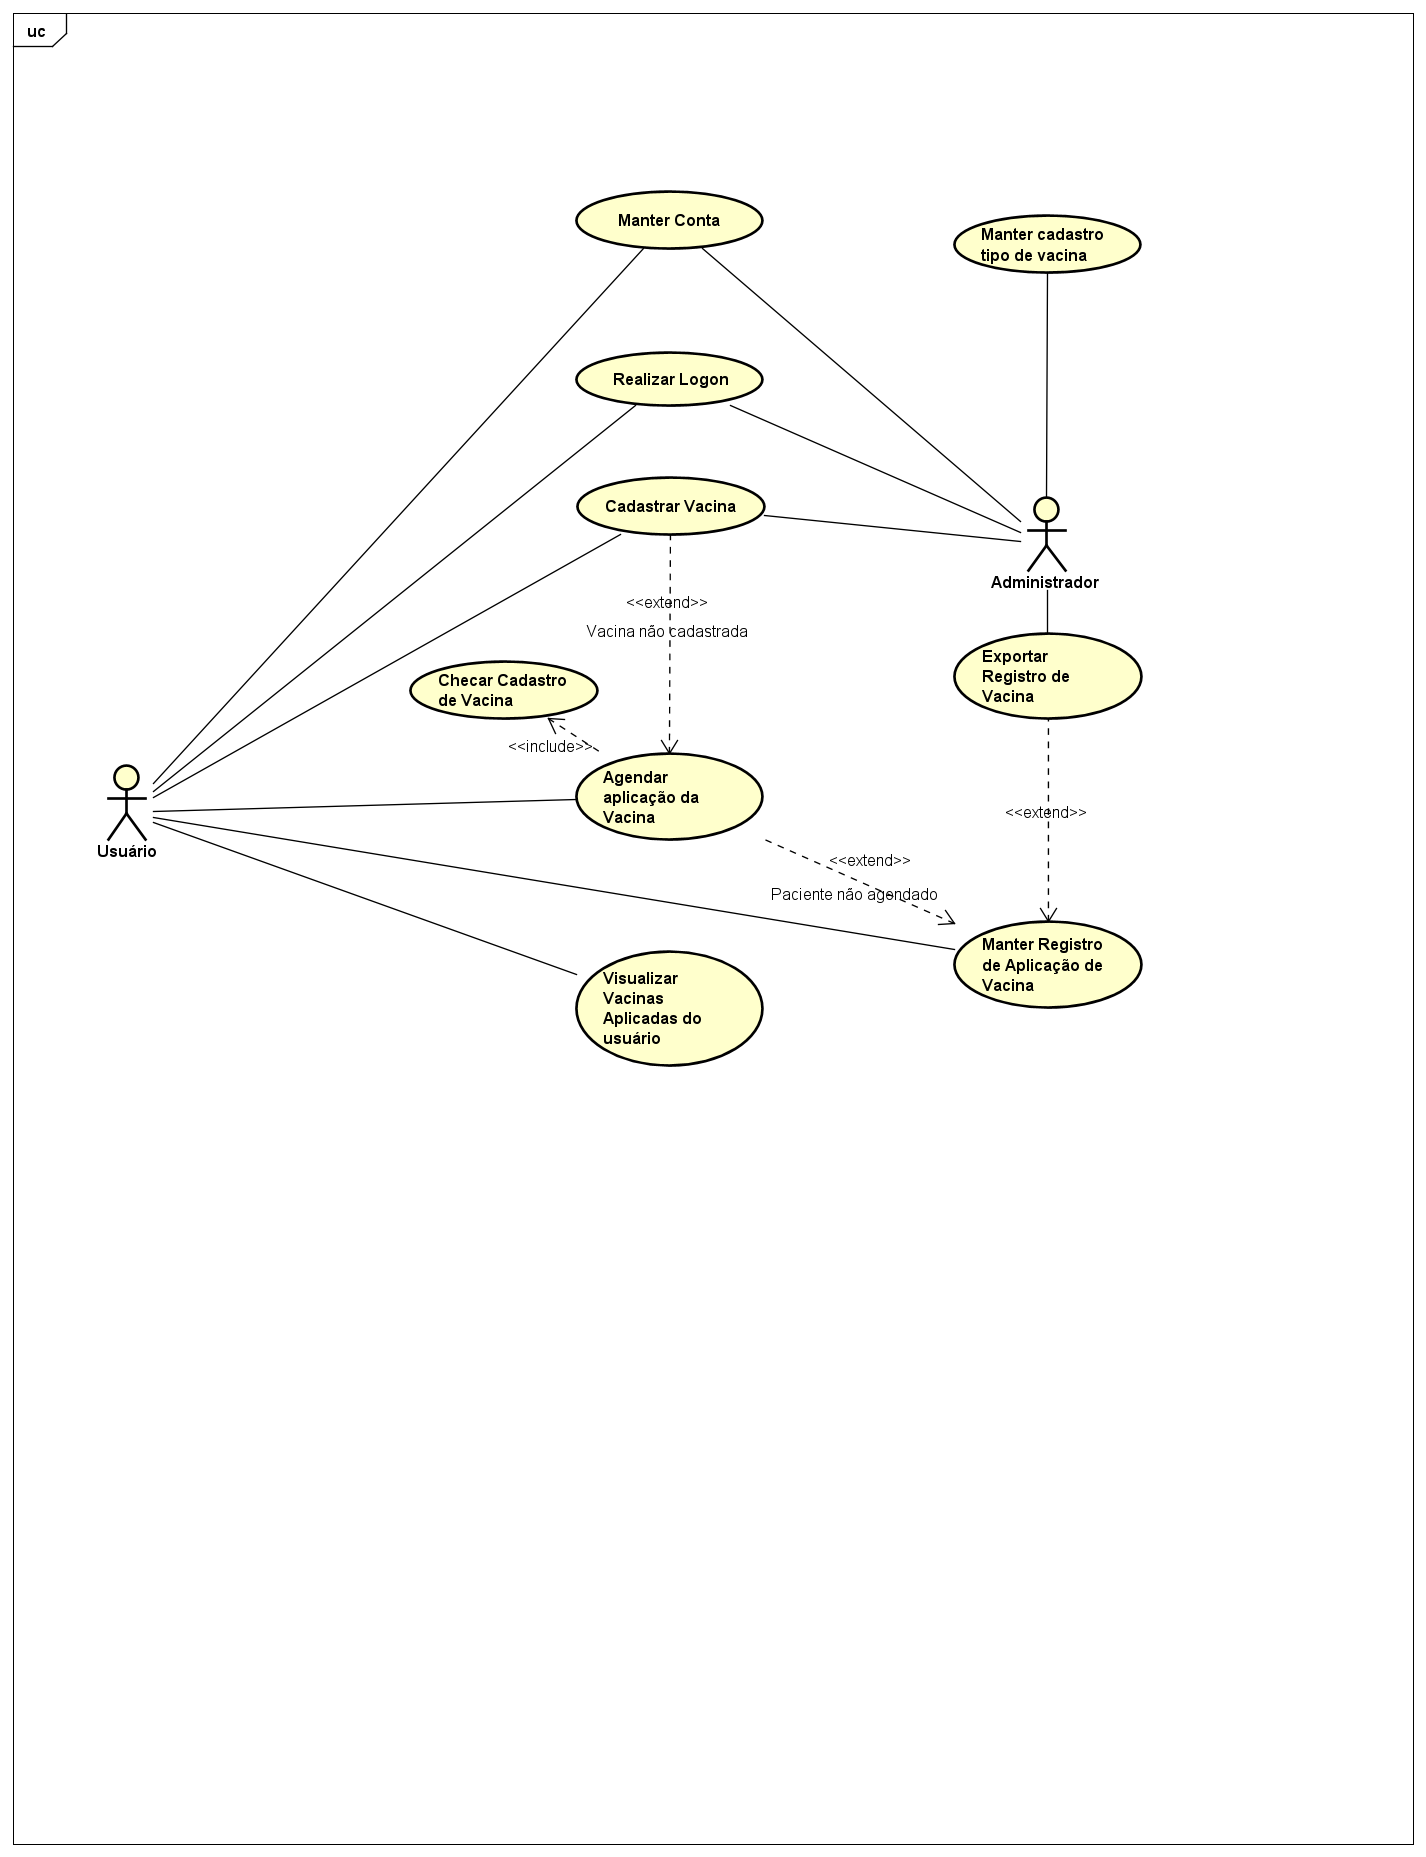 uc
Manter Conta
Manter cadastro
tipo de vacina
Realizar Logon
Cadastrar Vacina
Administrador
<<extend>>
Vacina não cadastrada
Exportar
Registro de
Vacina
Checar Cadastro
de Vacina
<<include>>
Agendar
aplicação da
Vacina
Usuário
<<extend>>
<<extend>>
Paciente não agendado
Manter Registro
de Aplicação de
Vacina
Visualizar
Vacinas
Aplicadas do
usuário